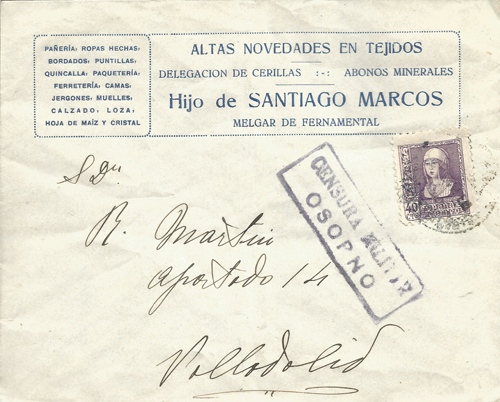 PAÑERÍA: ROPAS HECHAS:
BORDADOS: PUNTILLAS:
QUINCALLA: PAQUETERÍA:
FERRETERÍA: CAMAS:
JERGONES: MUELLES:
CALZADO: LOZA:
HOJA DE MAÍZ Y CRISTAL
ALTAS NOVEDADES EN TEJIDOS
DELEGACION DE CERILLAS :-: ABONOS MINERALES
Hijo de SANTIAGO MARCOS
MELGAR DE FERNAMENTAL
40
CENSURA MILITAR
OSOPNO
R. Martin
Apartado 14
Valladolid